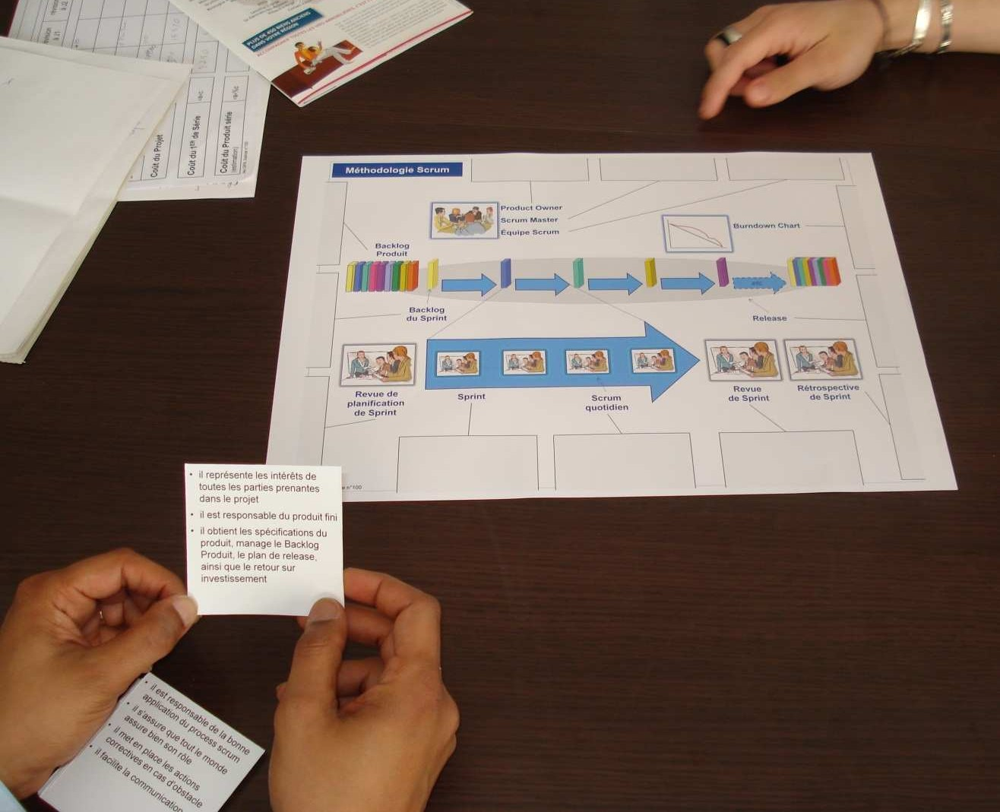 PLUS DE 400 BIENS ANCIENS
DANS VOTRE RÉGION
Coût du Projet
Coût du 1ER de Série
Coût du Produit série
(estimation)
Méthodologie Scrum
Product Owner
Scrum Master
Équipe Scrum
Burndown Chart
Backlog
Produit
Backlog
du Sprint
Release
Revue de
planification
de Sprint
Sprint
Scrum
quotidien
Revue
de Sprint
Rétrospective
de Sprint
n°100
• il représente les intérêts de
toutes les parties prenantes
dans le projet
• il est responsable du produit fini
• il obtient les spécifications du
produit, manage le Backlog
Produit, le plan de release,
ainsi que le retour sur
investissement
• il est responsable de la bonne
application du process scrum
• il s'assure que tout le monde
assure bien son rôle
• il met en place les actions
correctives en cas d'obstacle
• il facilite la communication